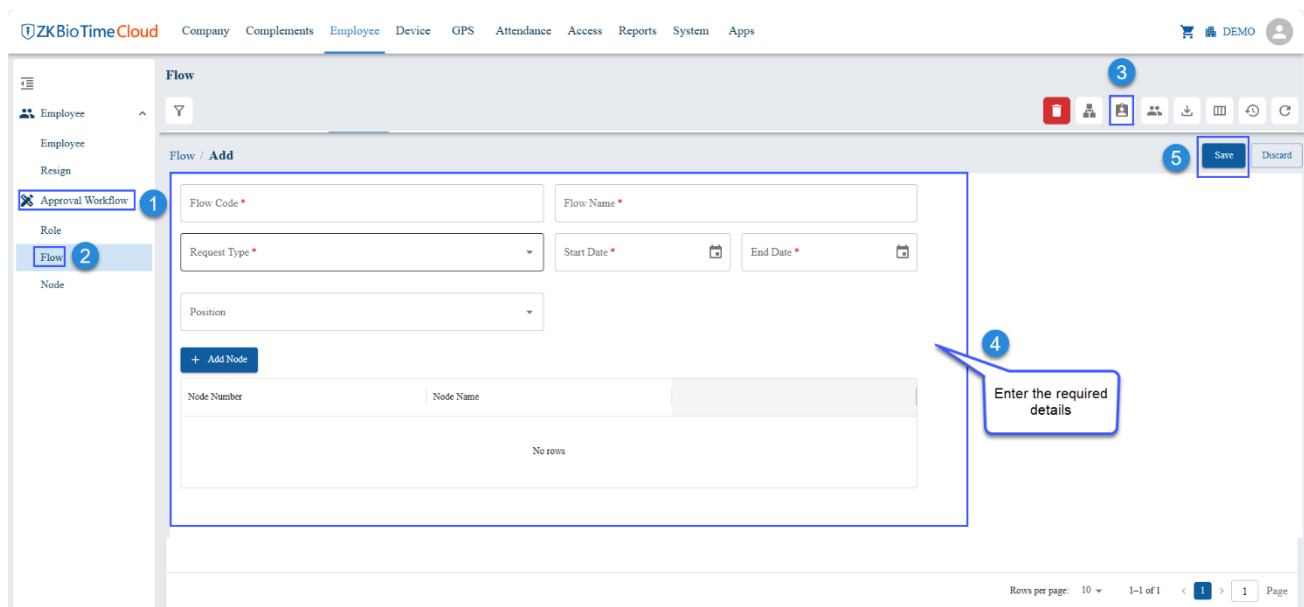 ZKBioTime Cloud Company Complements Employee Device GPS Attendance Access Reports System Apps DEMO
Flow
3
Employee
Employee
Resign
Approval Workflow 1
Role
Flow 2
Node
Flow / Add
5 Save Discard
Flow Code * Flow Name *
Request Type * Start Date * End Date *
Position
+ Add Node
Node Number Node Name
No rows
4
Enter the required
details
Rows per page: 10 1–1 of 1 < 1 > 1 Page